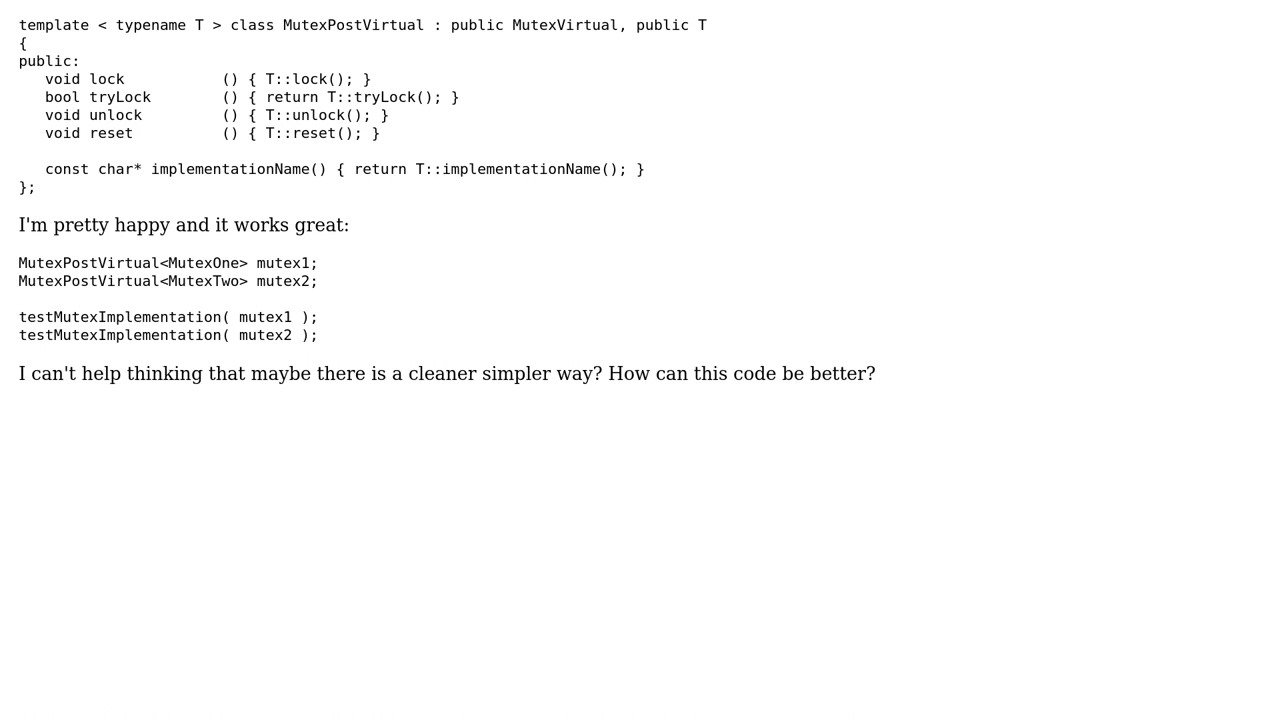 template < typename T > class MutexPostVirtual : public MutexVirtual, public T
{
public:
   void lock           () { T::lock(); }
   bool tryLock        () { return T::tryLock(); }
   void unlock         () { T::unlock(); }
   void reset          () { T::reset(); }

   const char* implementationName() { return T::implementationName(); }
};
I'm pretty happy and it works great:
MutexPostVirtual<MutexOne> mutex1;
MutexPostVirtual<MutexTwo> mutex2;

testMutexImplementation( mutex1 );
testMutexImplementation( mutex2 );
I can't help thinking that maybe there is a cleaner simpler way? How can this code be better?